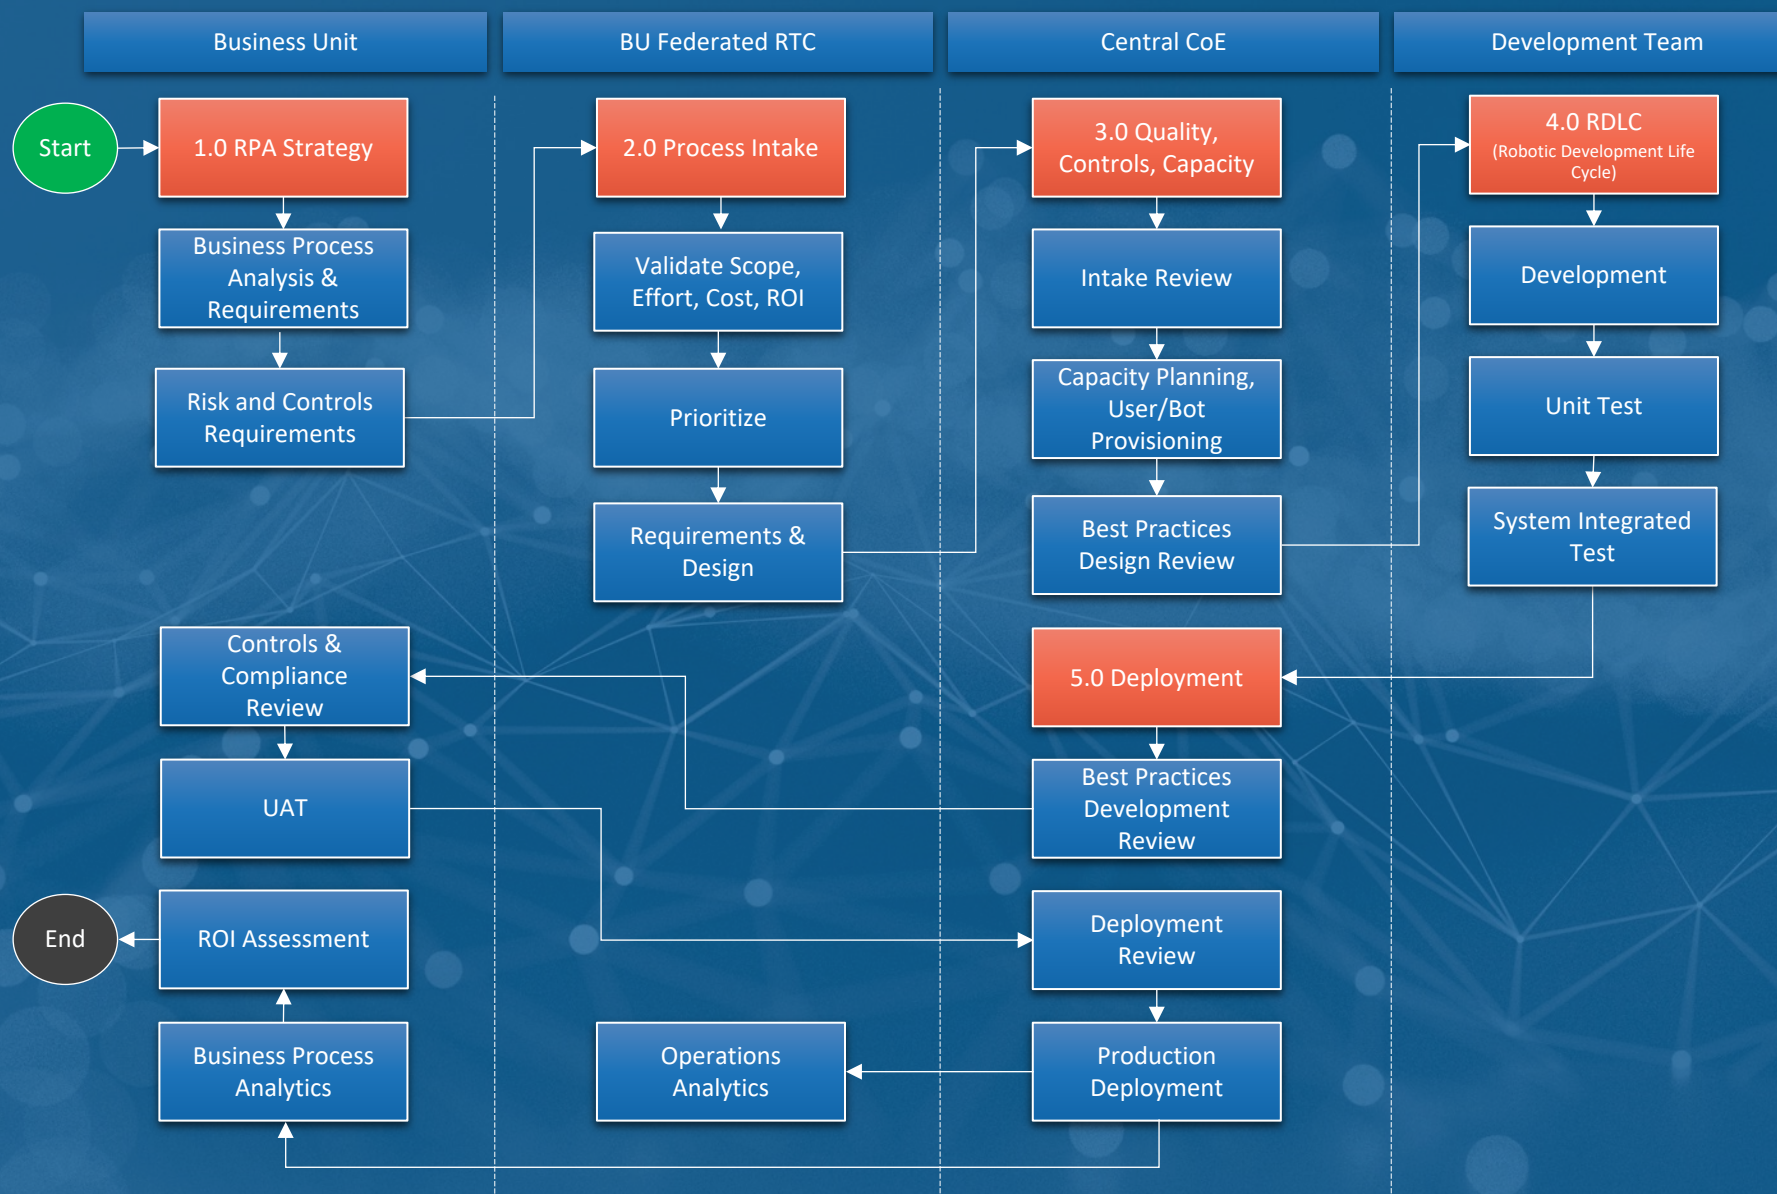 Business Unit
BU Federated RTC
Central CoE
Development Team
Start
1.0 RPA Strategy
2.0 Process Intake
3.0 Quality,
Controls, Capacity
4.0 RDLC
(Robotic Development Life
Cycle)
Business Process
Analysis &
Requirements
Validate Scope,
Effort, Cost, ROI
Intake Review
Development
Risk and Controls
Requirements
Prioritize
Capacity Planning,
User/Bot
Provisioning
Unit Test
Requirements &
Design
Best Practices
Design Review
System Integrated
Test
Controls &
Compliance
Review
5.0 Deployment
UAT
Best Practices
Development
Review
End
ROI Assessment
Deployment
Review
Business Process
Analytics
Operations
Analytics
Production
Deployment